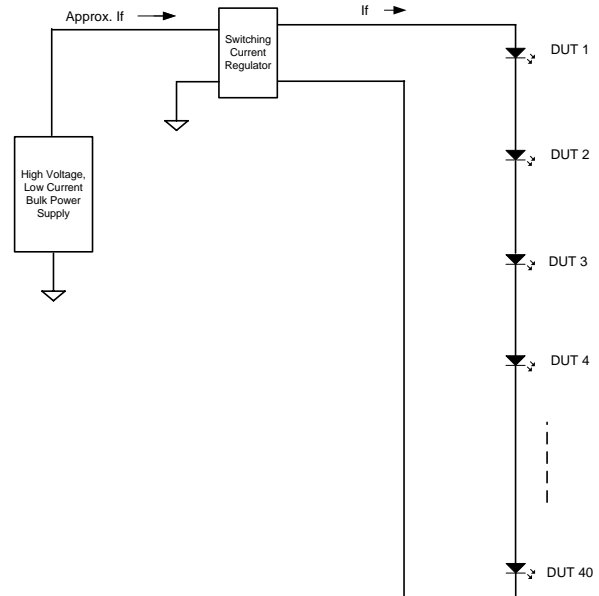 Approx. If
If
Switching
Current
Regulator
DUT 1
DUT 2
High Voltage,
Low Current
Bulk Power
Supply
DUT 3
DUT 4
DUT 40